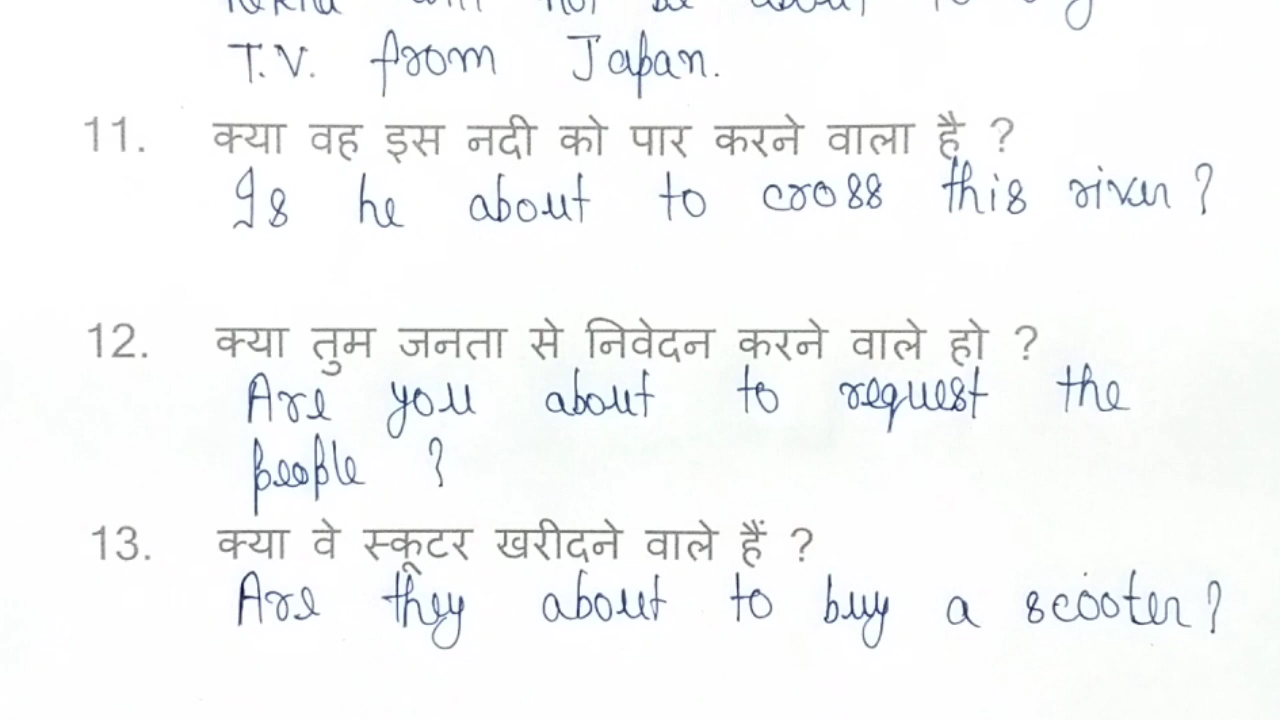 T.V. from Japan.
11. क्या वह इस नदी को पार करने वाला है ?
Is he about to cross this river ?
12. क्या तुम जनता से निवेदन करने वाले हो ?
Are you about to request the
people ?
13. क्या वे स्कूटर खरीदने वाले हैं ?
Are they about to buy a scooter ?